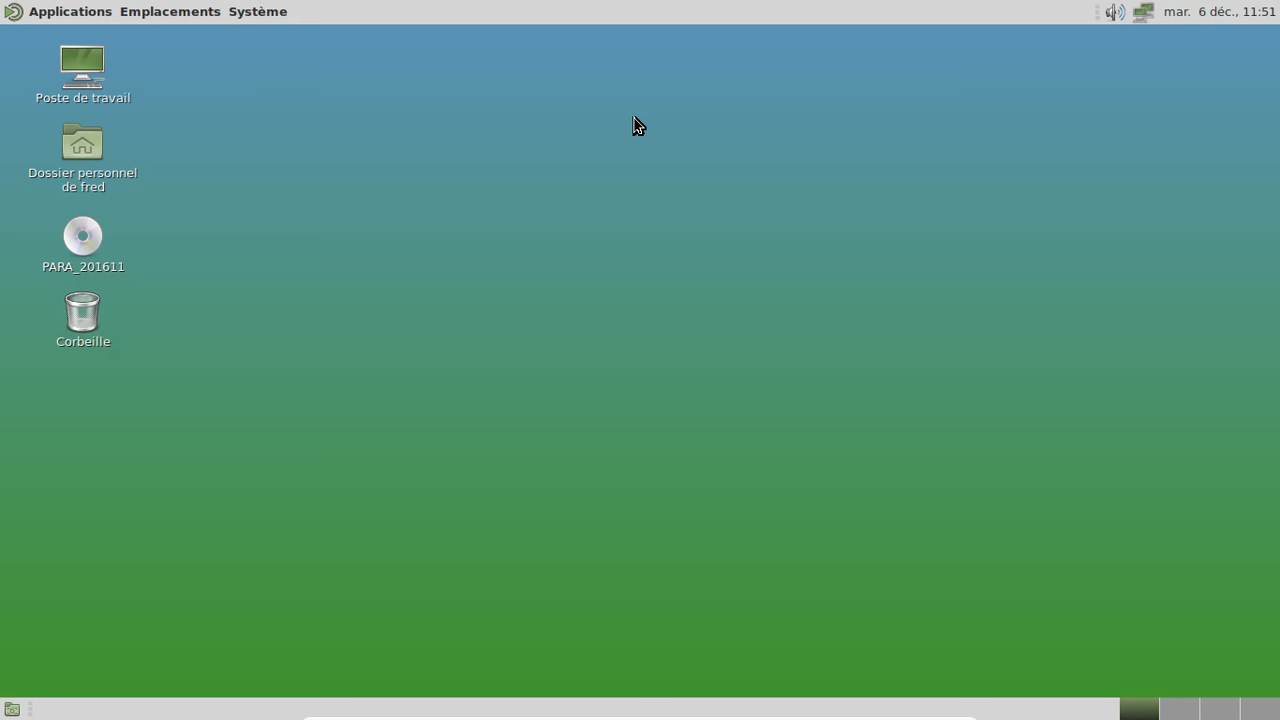 Applications Emplacements Système
mar. 6 déc., 11:51
Poste de travail
Dossier personnel
de fred
PARA_201611
Corbeille